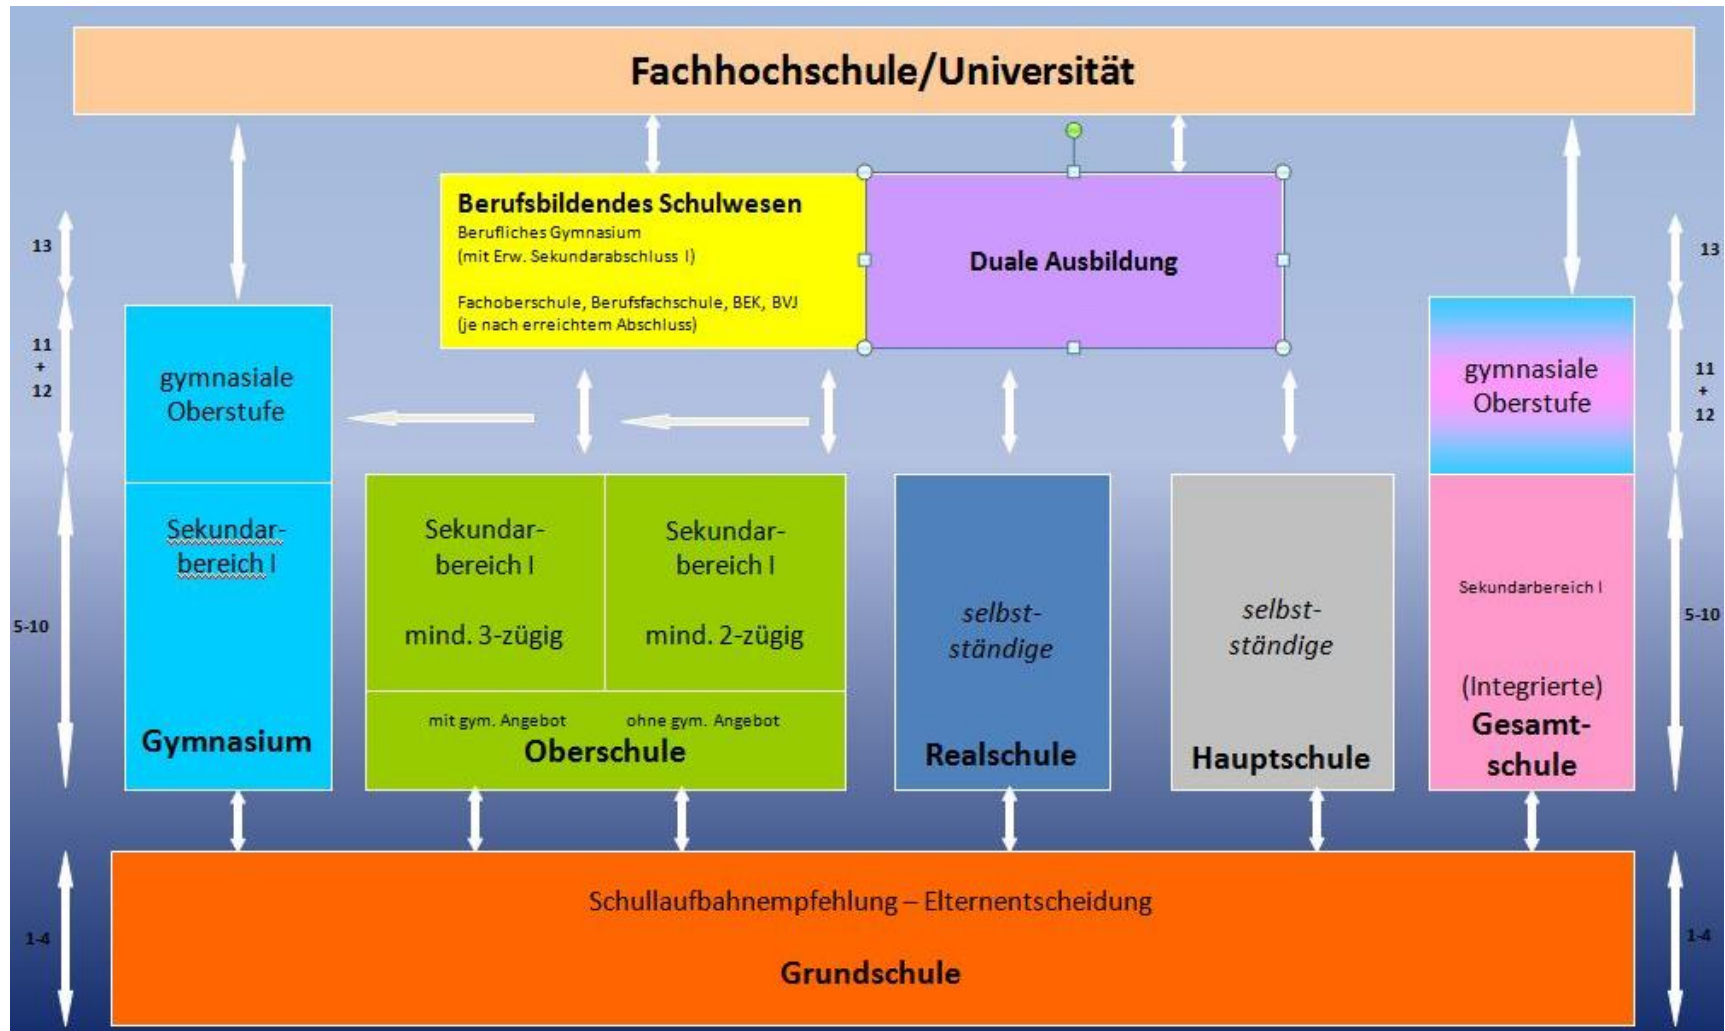 Fachhochschule/Universität
Berufsbildendes Schulwesen
Berufliches Gymnasium
(mit Erw. Sekundarabschluss I)
Fachoberschule, Berufsfachschule, BEK, BVJ
(je nach erreichtem Abschluss)
Duale Ausbildung
13
11
+
12
5-10
1-4
gymnasiale
Oberstufe
Sekundar-
bereich I
Gymnasium
Sekundar-
bereich I
mind. 3-zügig
Sekundar-
bereich I
mind. 2-zügig
mit gym. Angebot
ohne gym. Angebot
Oberschule
selbst-
ständige
Realschule
selbst-
ständige
Hauptschule
gymnasiale
Oberstufe
Sekundarbereich I
(Integrierte)
Gesamt-
schule
13
11
+
12
5-10
1-4
Schullaufbahnempfehlung – Elternentscheidung
Grundschule